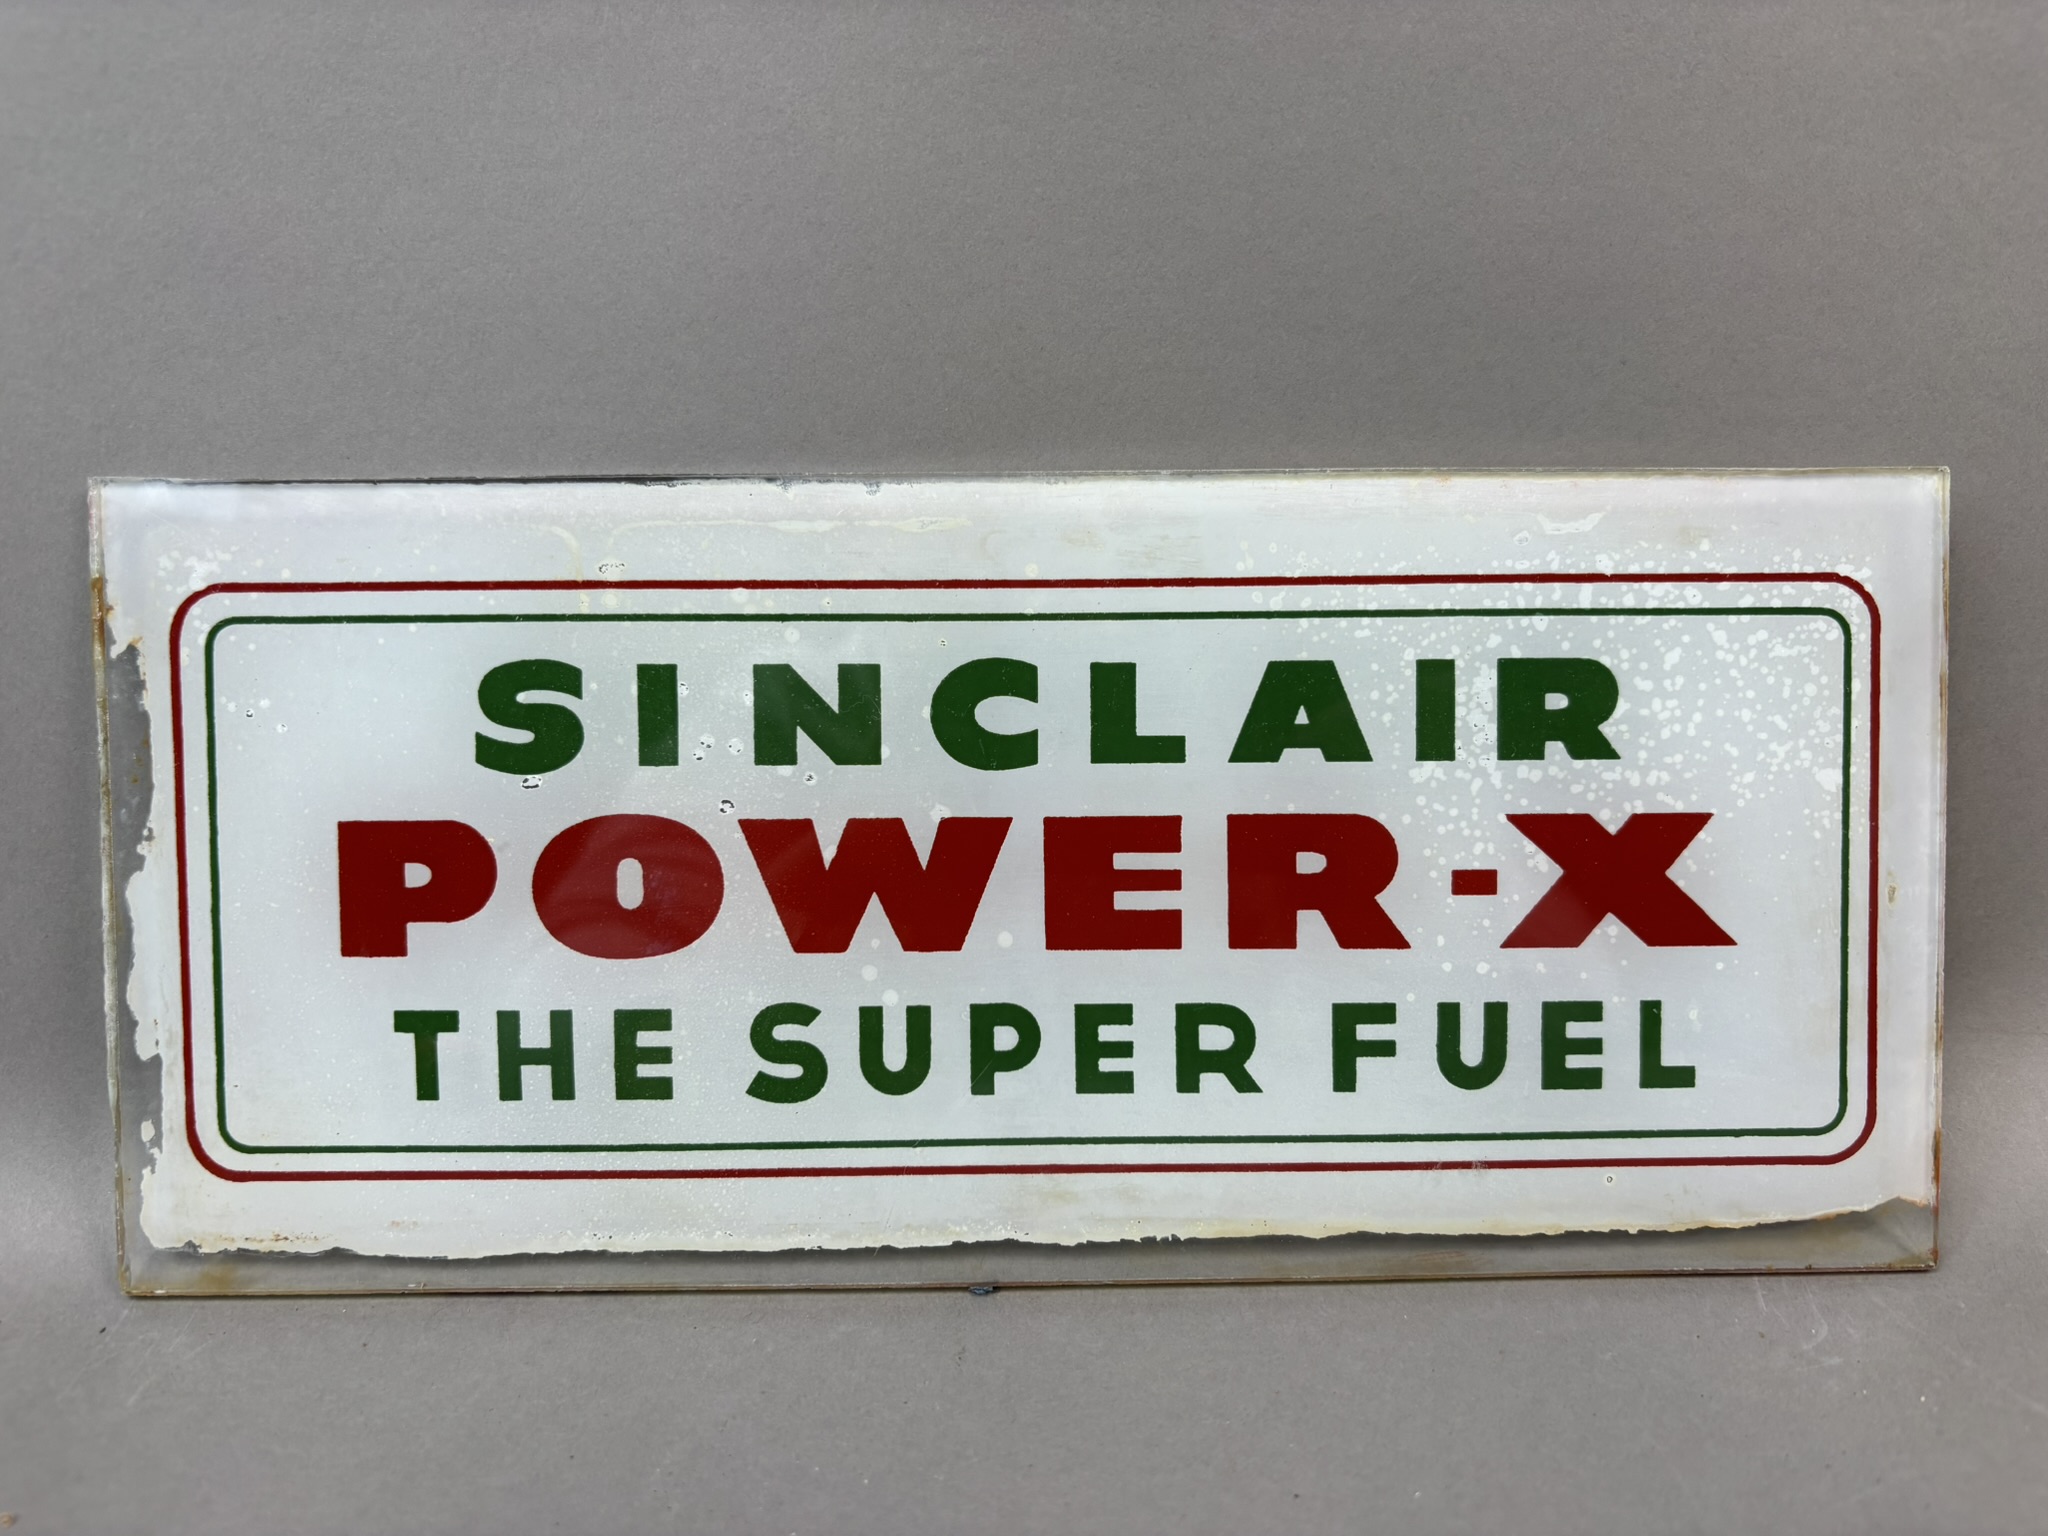 SINCLAIR
POWER-X
THE SUPER FUEL